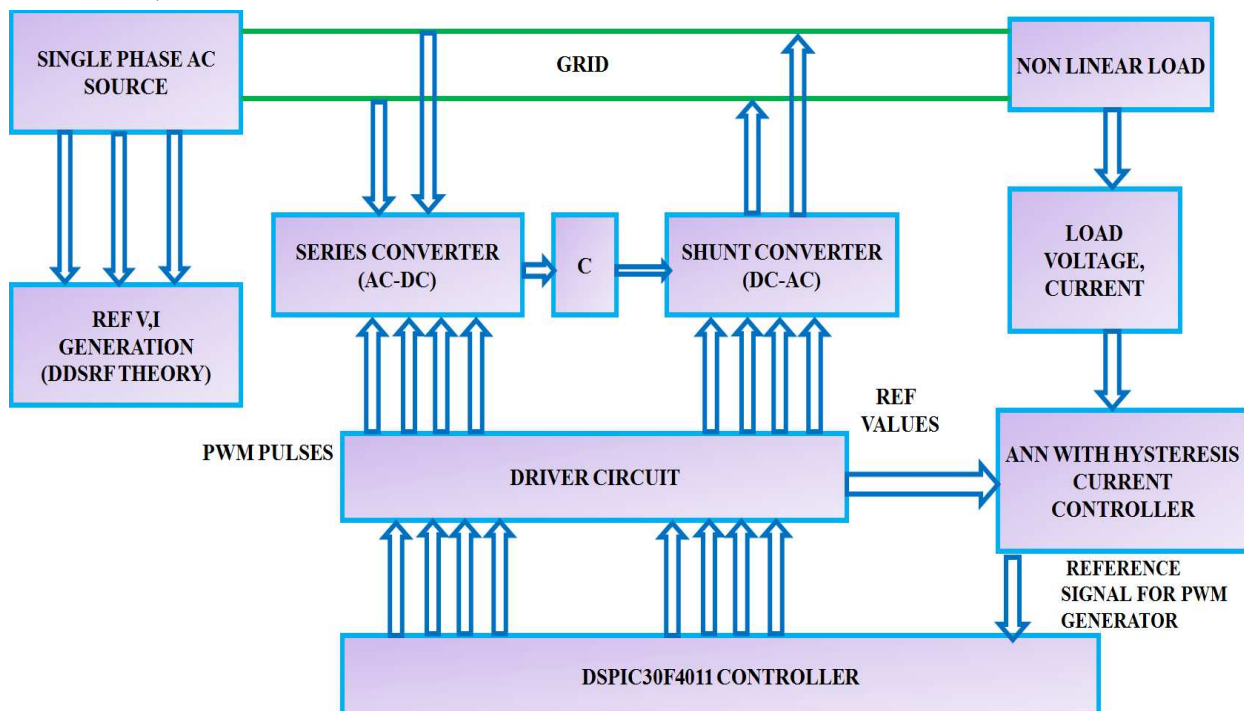 SINGLE PHASE AC
SOURCE
GRID
NON LINEAR LOAD
SERIES CONVERTER
(AC-DC)
C
SHUNT CONVERTER
(DC-AC)
LOAD
VOLTAGE,
CURRENT
REF V,I
GENERATION
(DDSRF THEORY)
REF
VALUES
PWM PULSES
DRIVER CIRCUIT
ANN WITH HYSTERESIS
CURRENT
CONTROLLER
REFERENCE
SIGNAL FOR PWM
GENERATOR
DSPIC30F4011 CONTROLLER